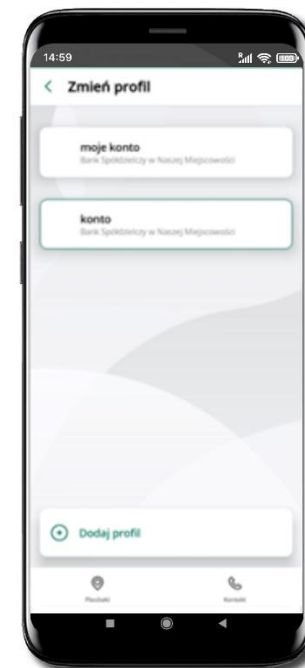 14:59
Zmień profil
moje konto
Bank Spółdzielczy w Naszej Miejscowości
konto
Bank Spółdzielczy w Naszej Miejscowości
Dodaj profil
Placówki
Kontakt